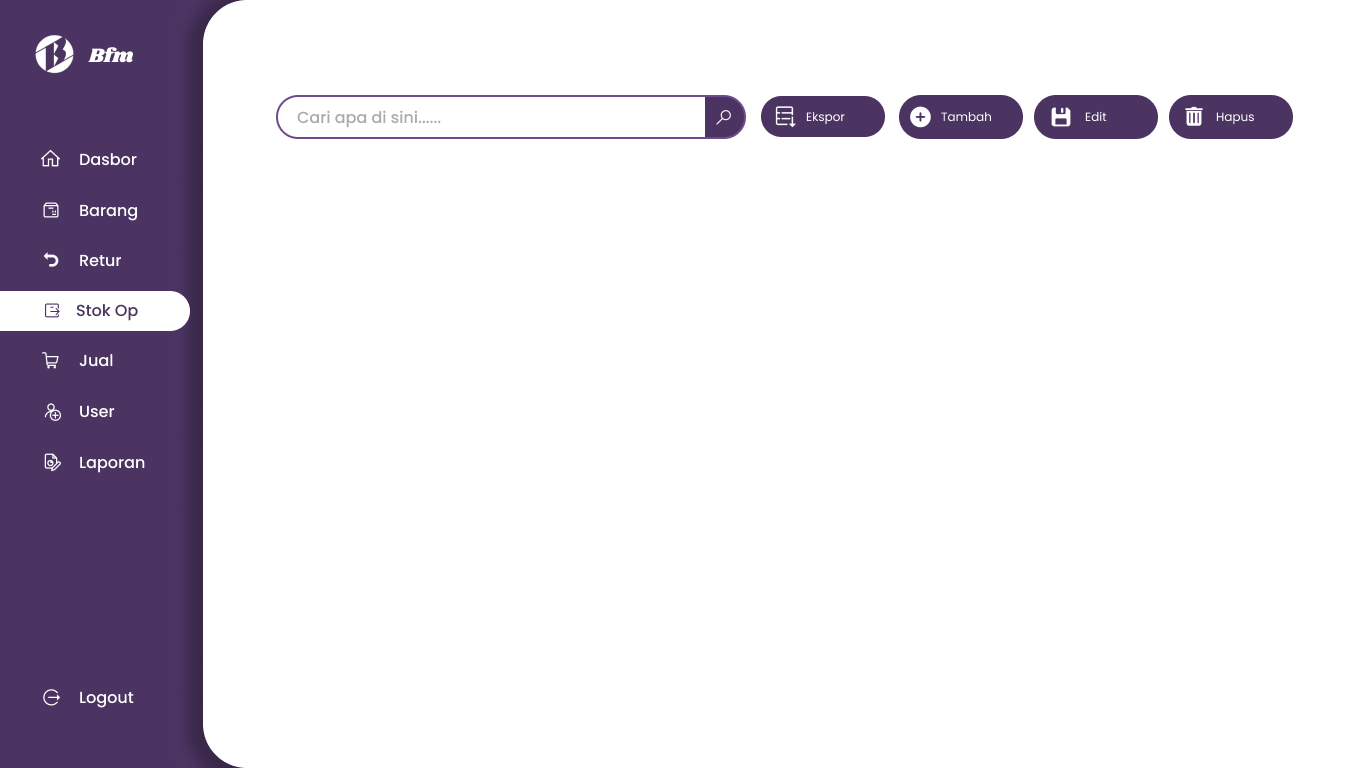 Bfm
Cari apa di sini......
Ekspor
Tambah
Edit
Hapus
Dasbor
Barang
Retur
Stok Op
Jual
User
Laporan
Logout